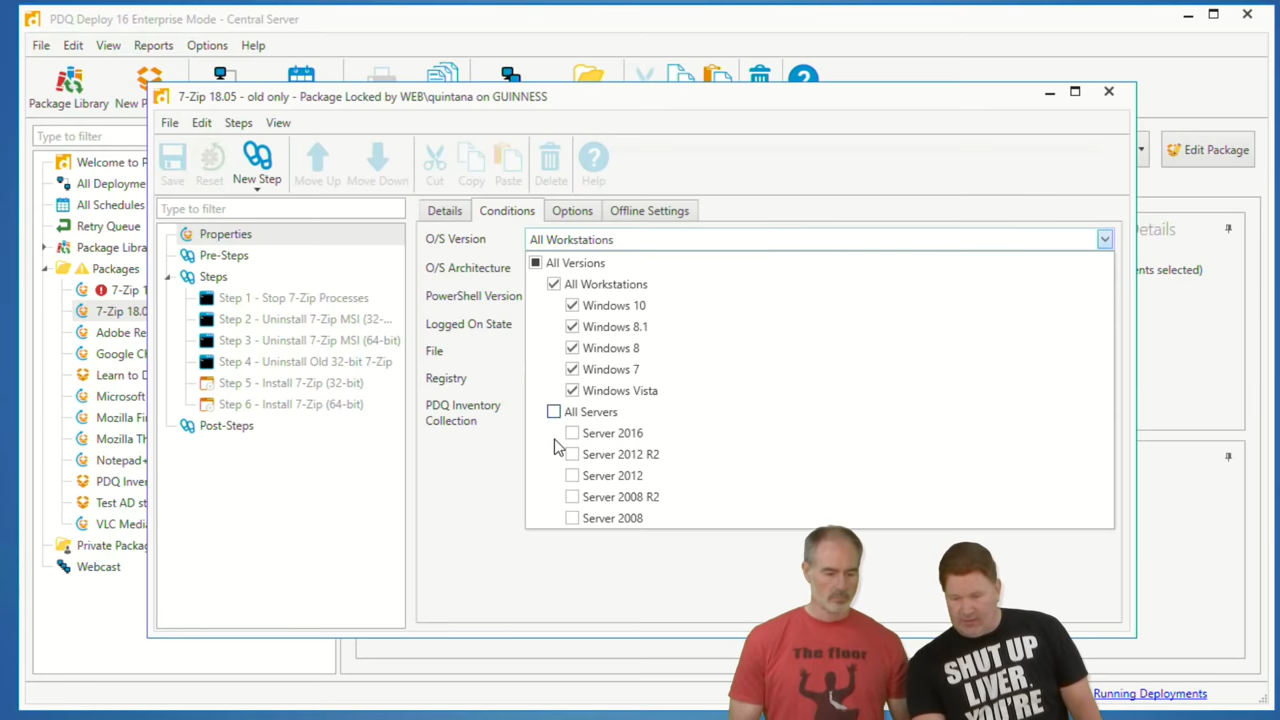 PDQ Deploy 16 Enterprise Mode - Central Server
File Edit View Reports Options Help
Package Library
New P
7-Zip 18.05 - old only - Package Locked by WEB\quintana on GUINNESS
File Edit Steps View
Save Reset New Step Move Up Move Down Cut Copy Paste Delete Help
Edit Package
Type to filter
Welcome to P
All Deployme
All Schedules
Retry Queue
Package Libra
Packages
7-Zip 1
7-Zip 18.0
Adobe Re
Google Ch
Learn to D
Microsoft
Mozilla Fi
Mozilla Th
Notepad+
PDQ Inven
Test AD st
VLC Medi
Private Packag
Webcast
Type to filter
Properties
Pre-Steps
Steps
Step 1 - Stop 7-Zip Processes
Step 2 - Uninstall 7-Zip MSI (32-...
Step 3 - Uninstall 7-Zip MSI (64-bit)
Step 4 - Uninstall Old 32-bit 7-Zip
Step 5 - Install 7-Zip (32-bit)
Step 6 - Install 7-Zip (64-bit)
Post-Steps
Details Conditions Options Offline Settings
O/S Version
All Workstations
O/S Architecture
PowerShell Version
Logged On State
File
Registry
PDQ Inventory
Collection
All Versions
All Workstations
Windows 10
Windows 8.1
Windows 8
Windows 7
Windows Vista
All Servers
Server 2016
Server 2012 R2
Server 2012
Server 2008 R2
Server 2008
etails
ents selected)
Running Deployments
The floor
SHUT UP
LIVER,
YOU'RE